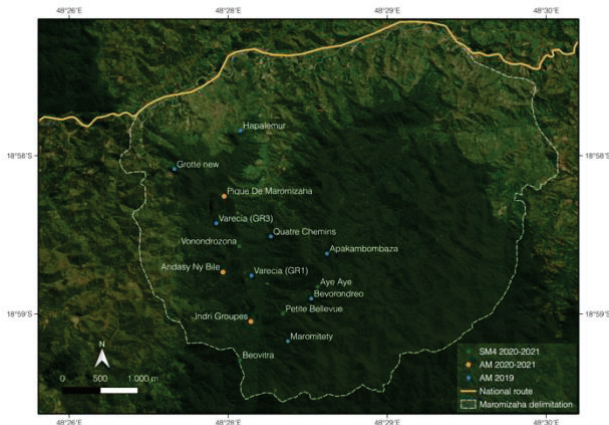 48°26'E 48°28'E 48°29'E 48°30'E
Hapalemur
18°58'S 18°58'S
Grotte new
Pique De Maromizaha
Varecia (GR3)
Quatre Chemins
Vonondrozona
Apakambombaza
Andasy Ny Bile
Varecia (GR1)
Aye Aye
Bevorondreo
Petite Bellevue
18°59'S 18°59'S
Indri Groupes
Maromitety
Beovitra
N
0 500 1.000 m
SM4 2020-2021
AM 2020-2021
AM 2019
National route
Maromizaha delimitation
48°26'E 48°28'E 48°29'E 48°30'E